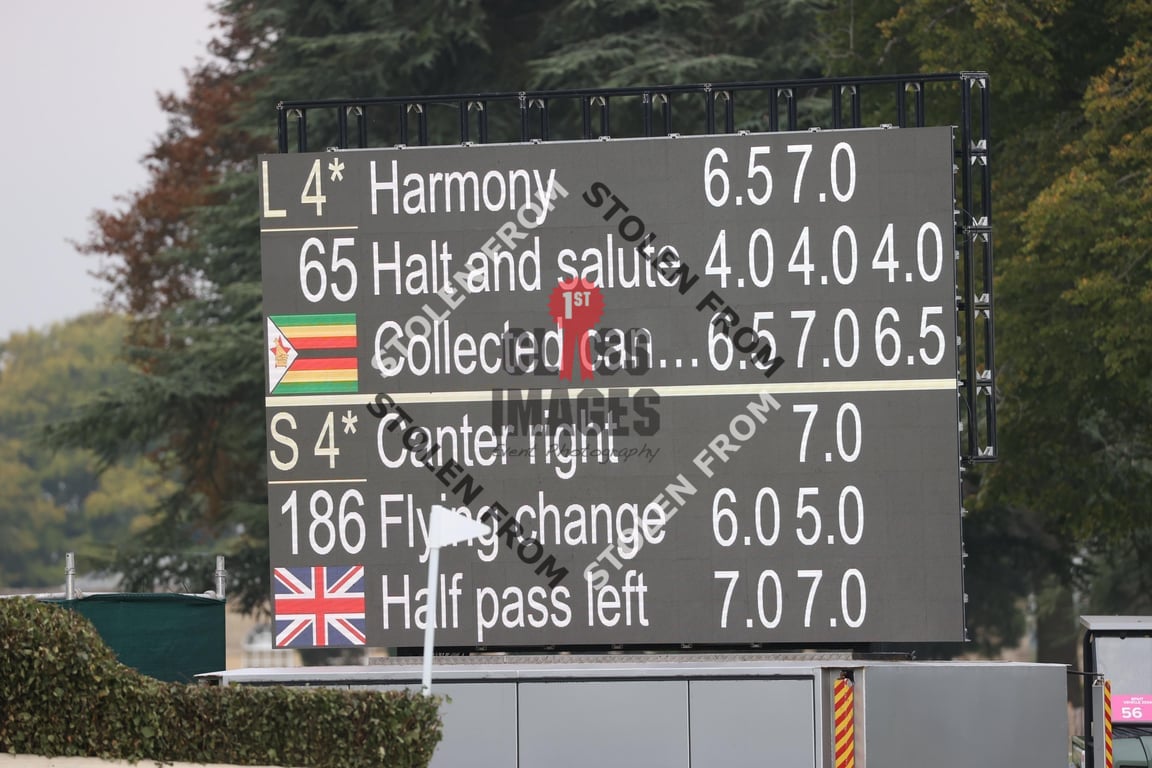 L 4* Harmony 6.5 7.0
65 Halt and salute 4.0 4.0 4.0
Collected can... 6.5 7.0 6.5
S 4* Canter right 7.0
186 Flying change 6.0 5.0
Half pass left 7.0 7.0
STOLEN FROM
STOLEN FROM
1ST
IMAGES
Event Photography
STOLEN FROM
STOLEN FROM
56